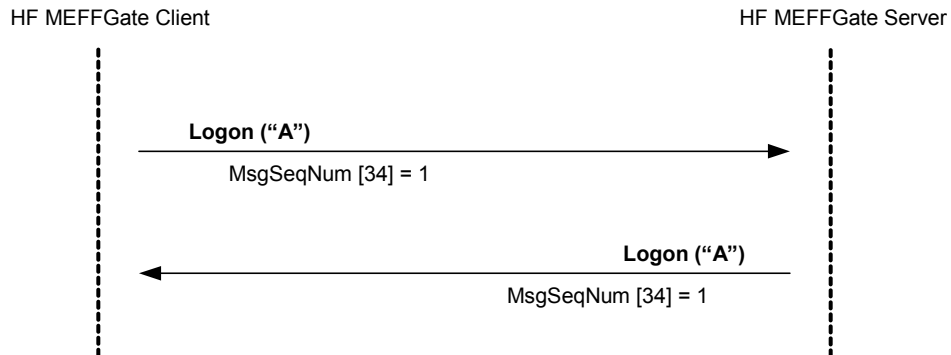 HF MEFFGate Client
HF MEFFGate Server
Logon (“A”)
MsgSeqNum [34] = 1
Logon (“A”)
MsgSeqNum [34] = 1